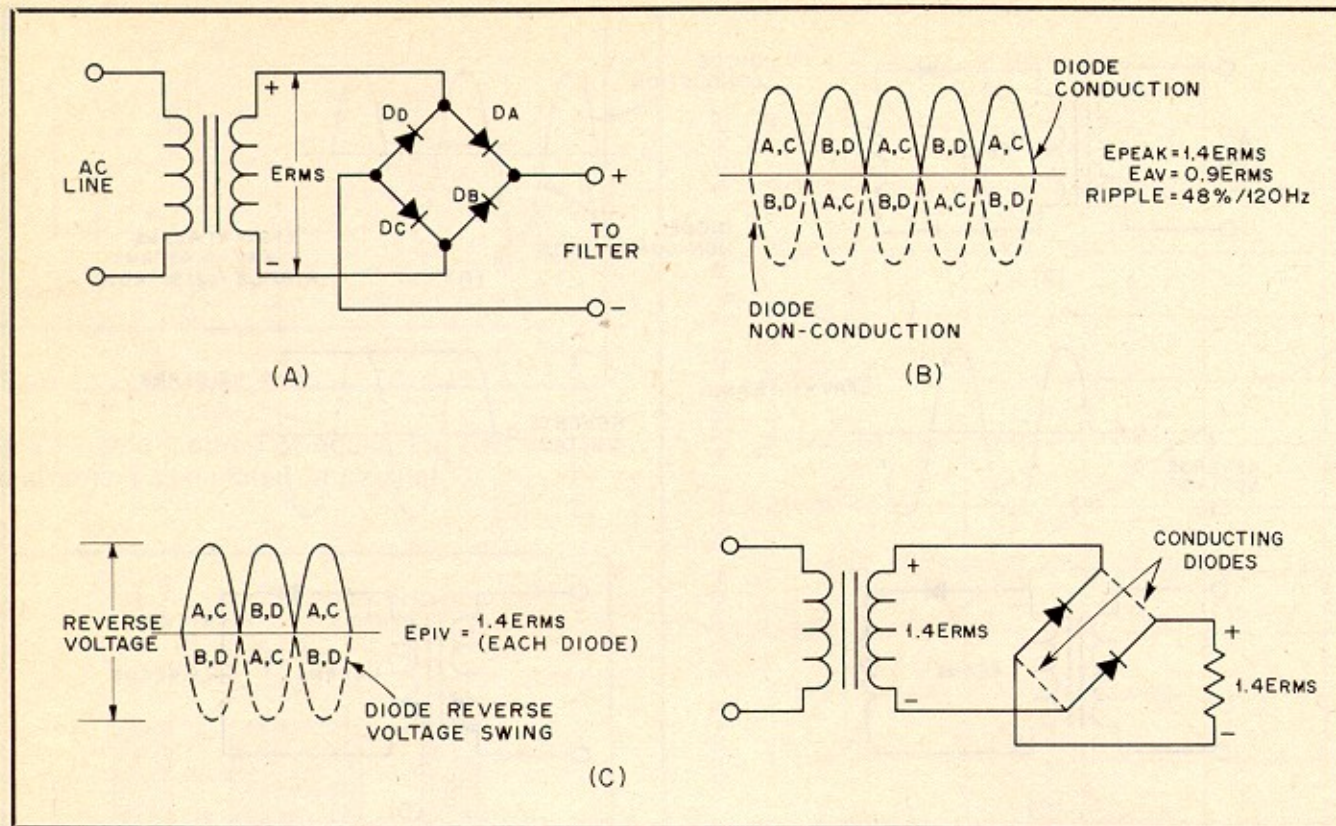 AC
LINE
+
ERMS
−
DD
DA
DC
DB
+
TO
FILTER
−
(A)
DIODE
CONDUCTION
A,C
B,D
A,C
B,D
A,C
B,D
A,C
B,D
A,C
B,D
EPEAK = 1.4ERMS
EAV = 0.9ERMS
RIPPLE = 48%/120Hz
DIODE
NON-CONDUCTION
(B)
REVERSE
VOLTAGE
A,C
B,D
A,C
B,D
A,C
B,D
EPIV = 1.4ERMS
(EACH DIODE)
DIODE REVERSE
VOLTAGE SWING
+
1.4ERMS
−
CONDUCTING
DIODES
+
1.4ERMS
−
(C)